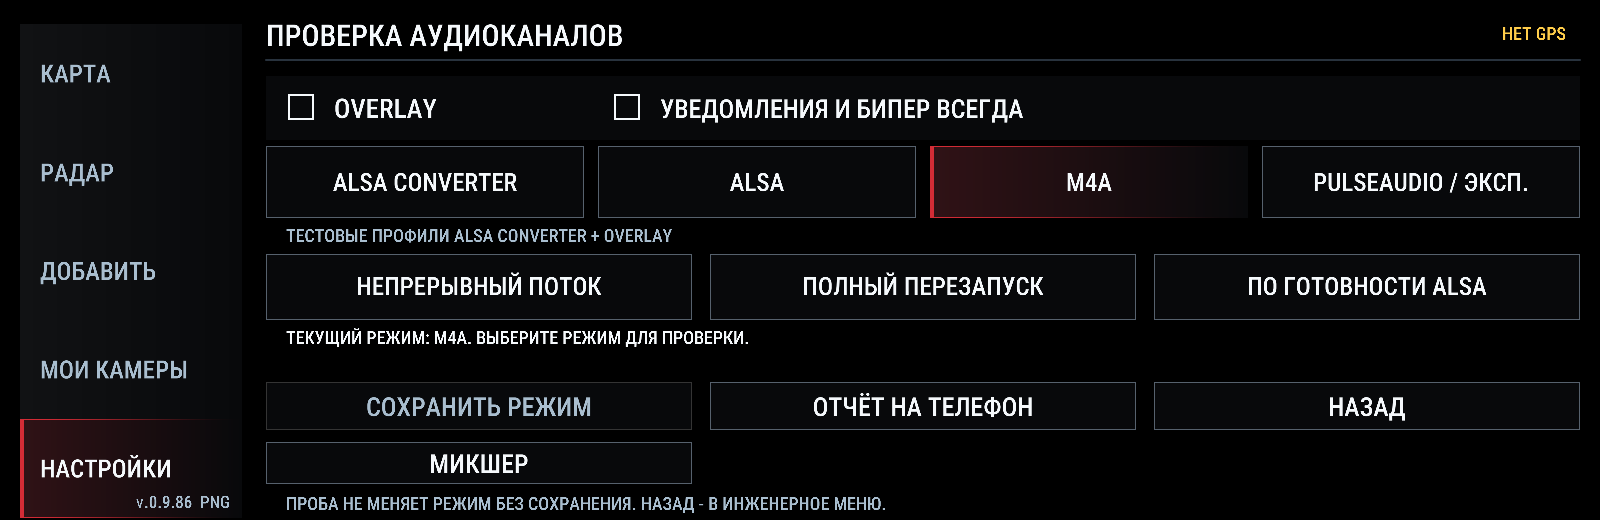 ПРОВЕРКА АУДИОКАНАЛОВ
НЕТ GPS
КАРТА
РАДАР
ДОБАВИТЬ
МОИ КАМЕРЫ
НАСТРОЙКИ
v.0.9.86 PNG
OVERLAY
УВЕДОМЛЕНИЯ И БИПЕР ВСЕГДА
ALSA CONVERTER
ALSA
M4A
PULSEAUDIO / ЭКСП.
ТЕСТОВЫЕ ПРОФИЛИ ALSA CONVERTER + OVERLAY
НЕПРЕРЫВНЫЙ ПОТОК
ПОЛНЫЙ ПЕРЕЗАПУСК
ПО ГОТОВНОСТИ ALSA
ТЕКУЩИЙ РЕЖИМ: M4A. ВЫБЕРИТЕ РЕЖИМ ДЛЯ ПРОВЕРКИ.
СОХРАНИТЬ РЕЖИМ
ОТЧЁТ НА ТЕЛЕФОН
НАЗАД
МИКШЕР
ПРОБА НЕ МЕНЯЕТ РЕЖИМ БЕЗ СОХРАНЕНИЯ. НАЗАД - В ИНЖЕНЕРНОЕ МЕНЮ.